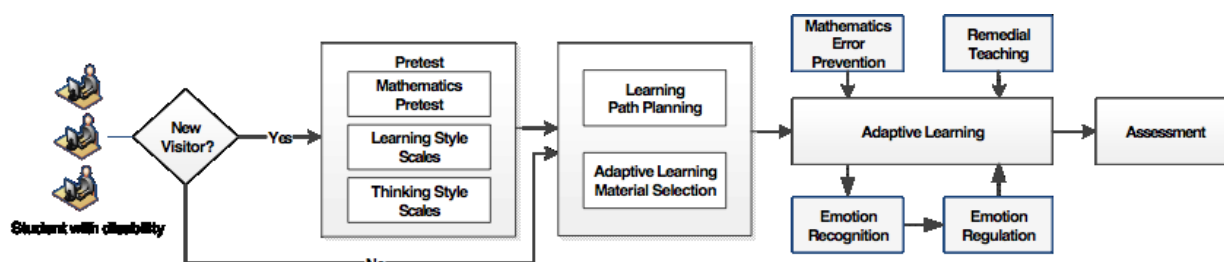 Student with disability
New
Visitor?
Yes
No
Pretest
Mathematics
Pretest
Learning Style
Scales
Thinking Style
Scales
Learning
Path Planning
Adaptive Learning
Material Selection
Mathematics
Error
Prevention
Remedial
Teaching
Adaptive Learning
Emotion
Recognition
Emotion
Regulation
Assessment